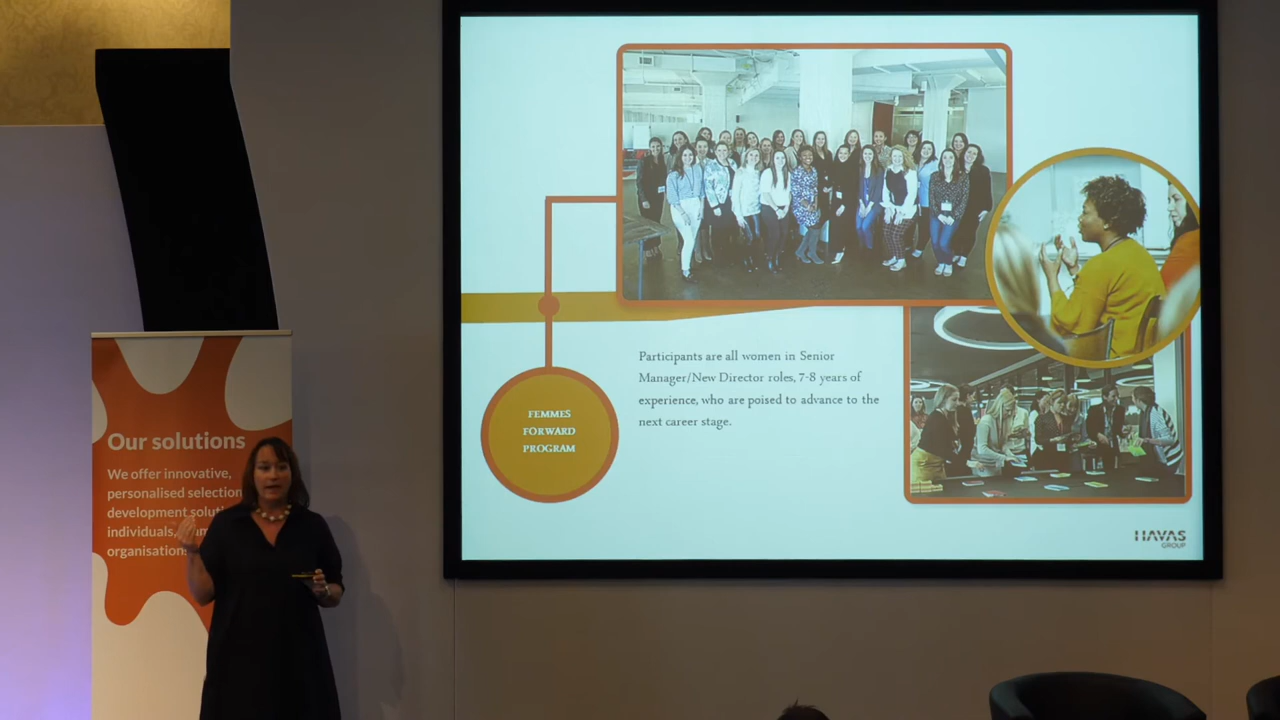 Our solutions
We offer innovative,
personalised selection
development
individuals,
organisations
FEMMES
FORWARD
PROGRAM
Participants are all women in Senior
Manager/New Director roles, 7-8 years of
experience, who are poised to advance to the
next career stage.
HAVAS
GROUP